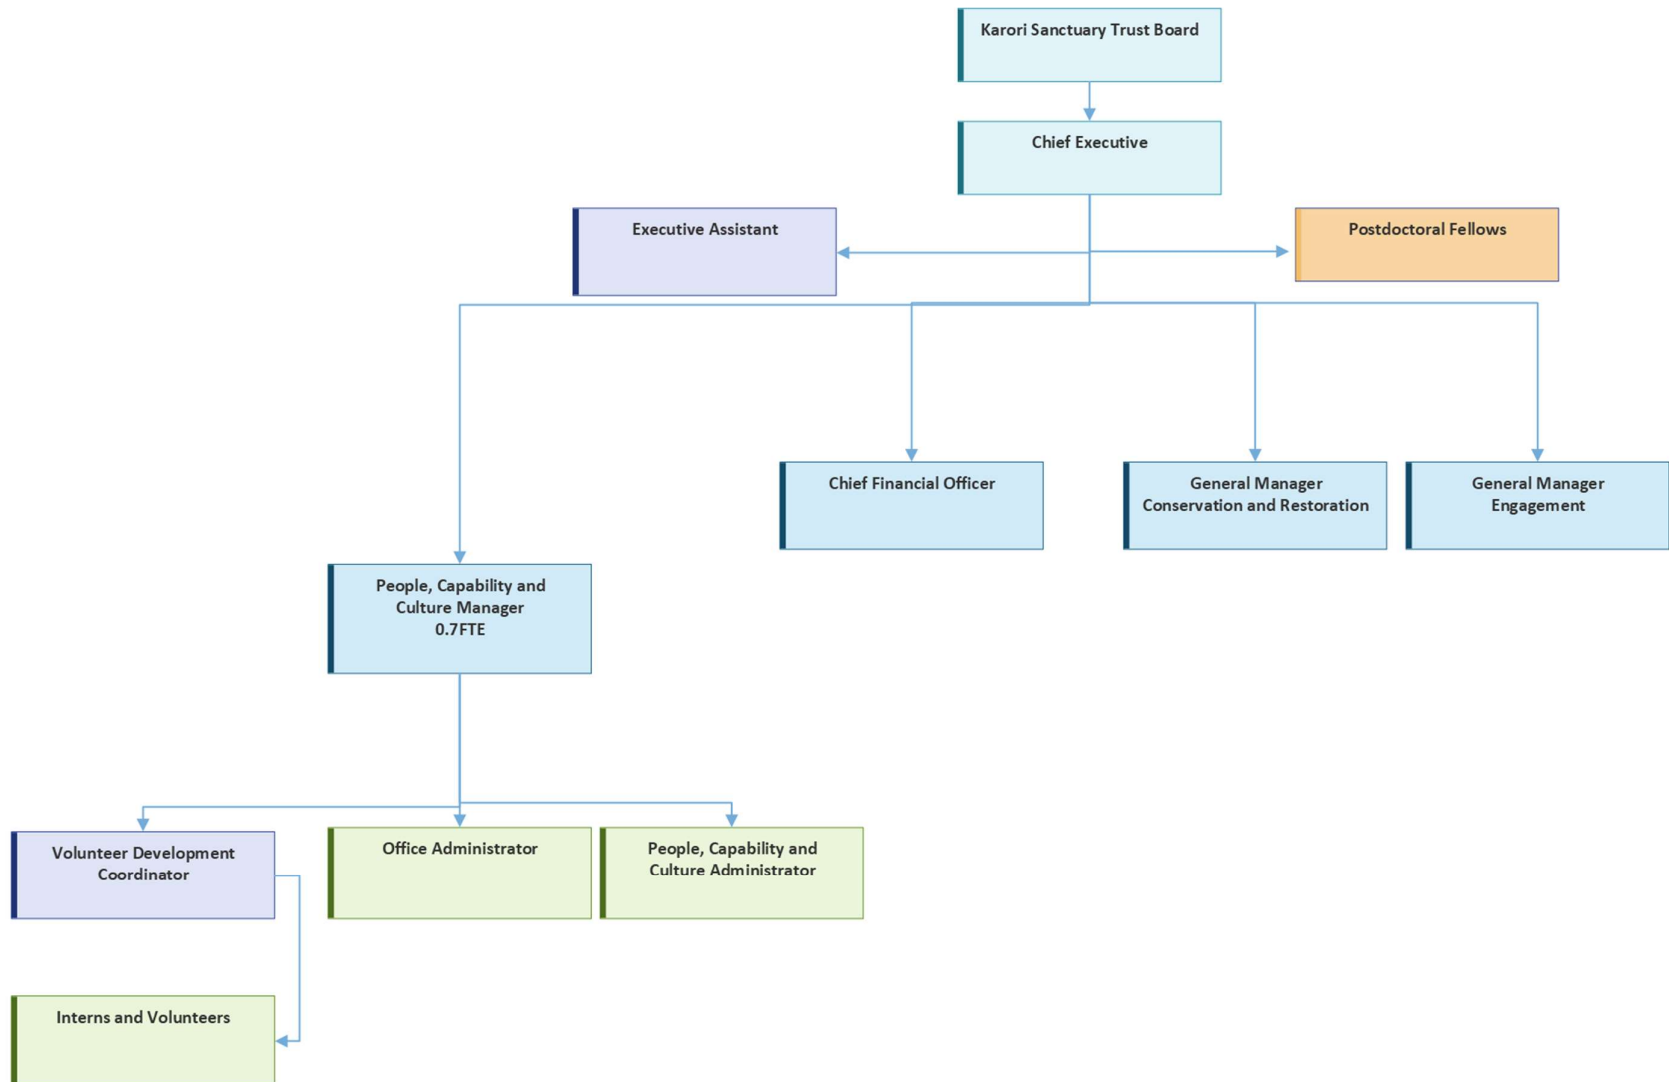 Karori Sanctuary Trust Board
Chief Executive
Executive Assistant
Postdoctoral Fellows
Chief Financial Officer
General Manager
Conservation and Restoration
General Manager
Engagement
People, Capability and
Culture Manager
0.7FTE
Volunteer Development
Coordinator
Office Administrator
People, Capability and
Culture Administrator
Interns and Volunteers